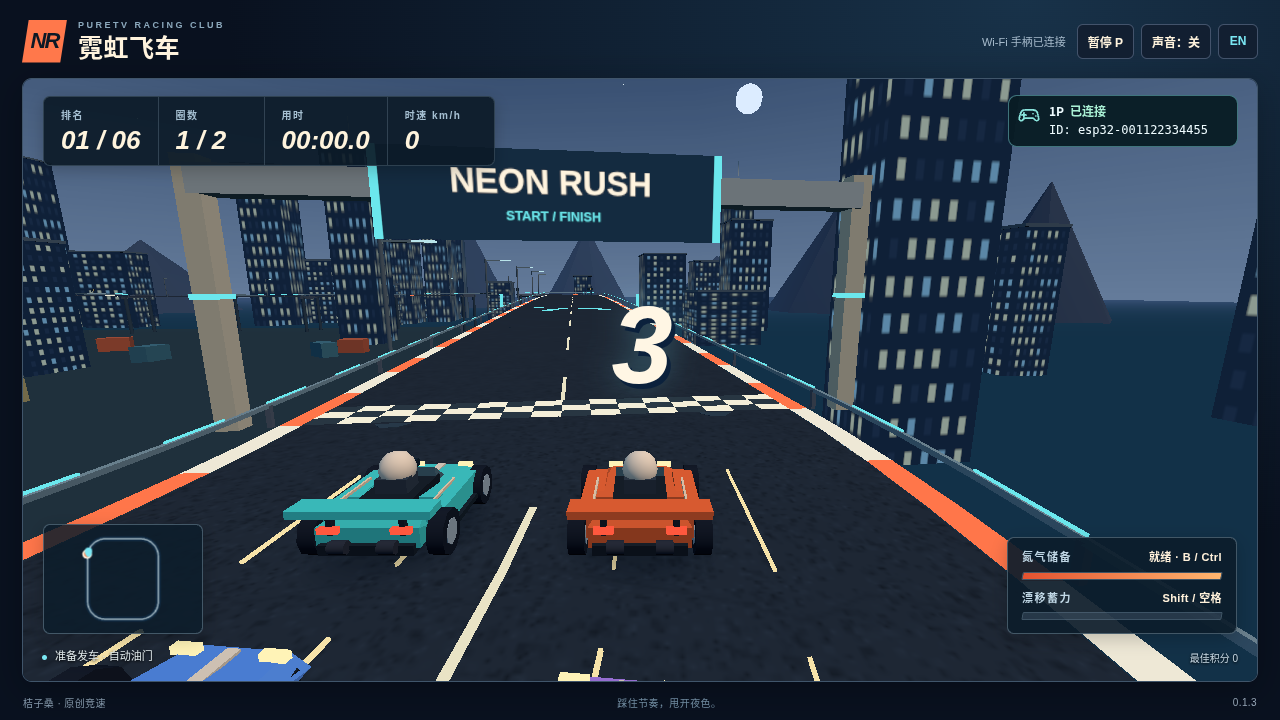 NR
PURETV RACING CLUB
霓虹飞车
Wi-Fi 手柄已连接
暂停 P
声音: 关
EN
排名
01 / 06
圈数
1 / 2
用时
00:00.0
时速 km/h
0
1P 已连接
ID: esp32-001122334455
NEON RUSH
START / FINISH
3
氮气储备
就绪 · B / Ctrl
漂移蓄力
Shift / 空格
准备发车 · 自动油门
最佳积分 0
桔子桑 · 原创竞速
踩住节奏，甩开夜色。
0.1.3